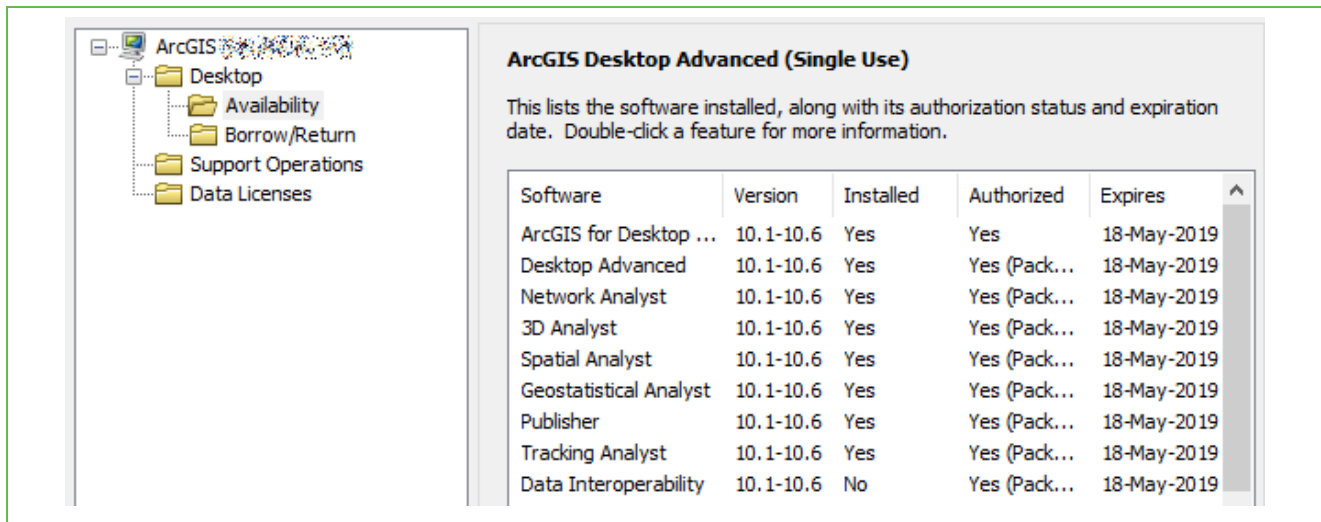 ArcGIS
Desktop
Availability
Borrow/Return
Support Operations
Data Licenses
ArcGIS Desktop Advanced (Single Use)
This lists the software installed, along with its authorization status and expiration
date. Double-click a feature for more information.
Software Version Installed Authorized Expires
ArcGIS for Desktop ... 10.1-10.6 Yes Yes 18-May-2019
Desktop Advanced 10.1-10.6 Yes Yes (Pack... 18-May-2019
Network Analyst 10.1-10.6 Yes Yes (Pack... 18-May-2019
3D Analyst 10.1-10.6 Yes Yes (Pack... 18-May-2019
Spatial Analyst 10.1-10.6 Yes Yes (Pack... 18-May-2019
Geostatistical Analyst 10.1-10.6 Yes Yes (Pack... 18-May-2019
Publisher 10.1-10.6 Yes Yes (Pack... 18-May-2019
Tracking Analyst 10.1-10.6 Yes Yes (Pack... 18-May-2019
Data Interoperability 10.1-10.6 No Yes (Pack... 18-May-2019